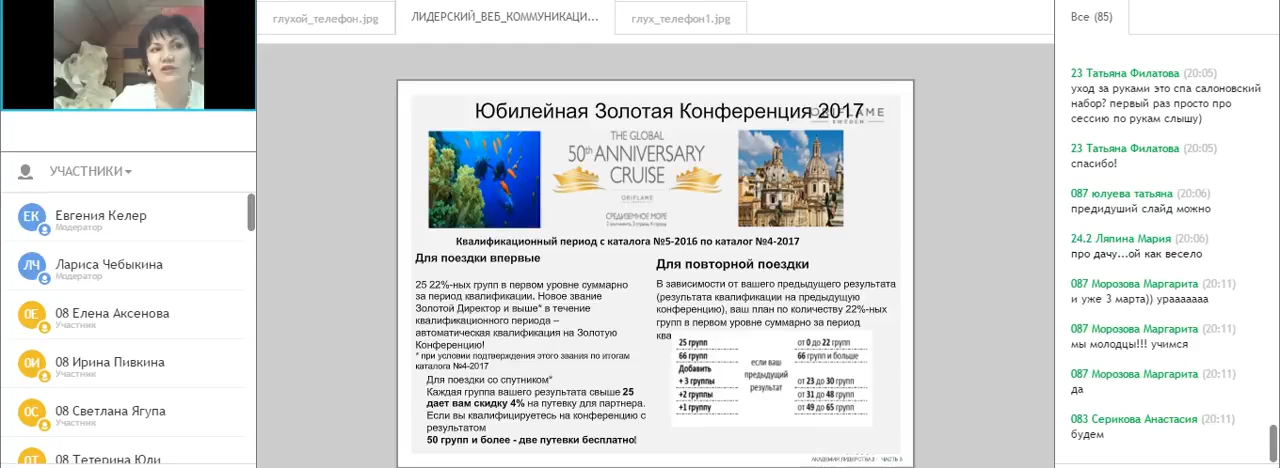 глухой_телефон.jpg
ЛИДЕРСКИЙ_ВЕБ_КОММУНИКАЦИ...
глух_телефон1.jpg
УЧАСТНИКИ
ЕК
Евгения Келер
Модератор
ЛЧ
Лариса Чебыкина
Модератор
ОЕ
08 Елена Аксенова
Участник
ОИ
08 Ирина Пивкина
Участник
ОС
08 Светлана Ягупа
Участник
ОТ
08 Тетерина Юли
Юбилейная Золотая Конференция 2017
ORIFLAME
SWEDEN
THE GLOBAL
50th ANNIVERSARY
CRUISE
ORIFLAME
СРЕДИЗЕМНОЕ МОРЕ
Квалификационный период с каталога №5-2016 по каталог №4-2017
Для поездки впервые
25 22%-ных групп в первом уровне суммарно
за период квалификации, Новое звание
Золотой Директор и выше* в течение
квалификационного периода –
автоматическая квалификация на Золотую
Конференцию!
* при условии подтверждения этого звания по итогам
каталога №4-2017
Для поездки со спутником*
Каждая группа вашего результата свыше 25
дает вам скидку 4% на путевку для партнера.
Если вы квалифицируетесь на конференцию с
результатом
50 групп и более - две путевки бесплатно!
Для повторной поездки
В зависимости от вашего предыдущего результата
(результата квалификации на предыдущую
конференцию), ваш план по количеству 22%-ных
групп в первом уровне суммарно за период
ква
25 групп от 0 до 22 групп
66 групп если ваш 66 групп и больше
Добавить предыдущий
+ 3 группы результат от 23 до 30 групп
+2 группы от 31 до 48 групп
+1 группу от 49 до 65 групп
АКАДЕМИЯ ЛИДЕРСТВА 2 - ЧАСТЬ 3
Все (85)
23 Татьяна Филатова (20:05)
уход за руками это спа салоновский
набор? первый раз просто про
сессию по рукам слышу)
23 Татьяна Филатова (20:05)
спасибо!
087 юлуева татьяна (20:06)
предидуший слайд можно
24.2 Ляпина Мария (20:06)
про дачу...ой как весело
087 Морозова Маргарита (20:11)
и уже 3 марта)) ураааааaа
087 Морозова Маргарита (20:11)
мы молодцы!!! учимся
087 Морозова Маргарита (20:11)
да
083 Серикова Анастасия (20:11)
будем